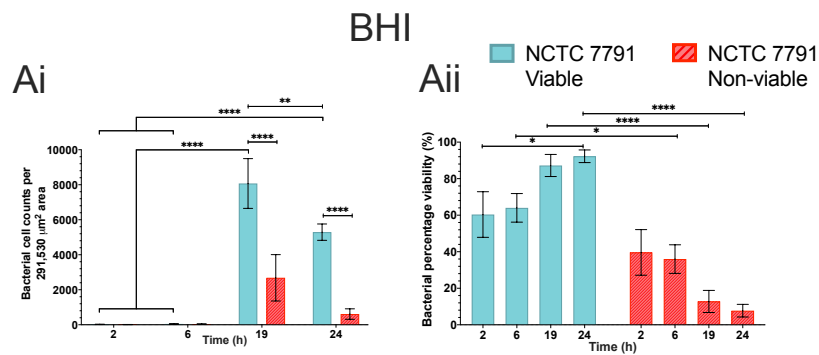 BHI
NCTC 7791
Viable
NCTC 7791
Non-viable
Ai
Bacterial cell counts per
291,530 μm² area
10000
8000
6000
4000
2000
0
2
6
19
24
Time (h)
****
****
**
****
****
Aii
Bacterial percentage viability (%)
100
80
60
40
20
0
2
6
19
24
2
6
19
24
Time (h)
****
****
*
*